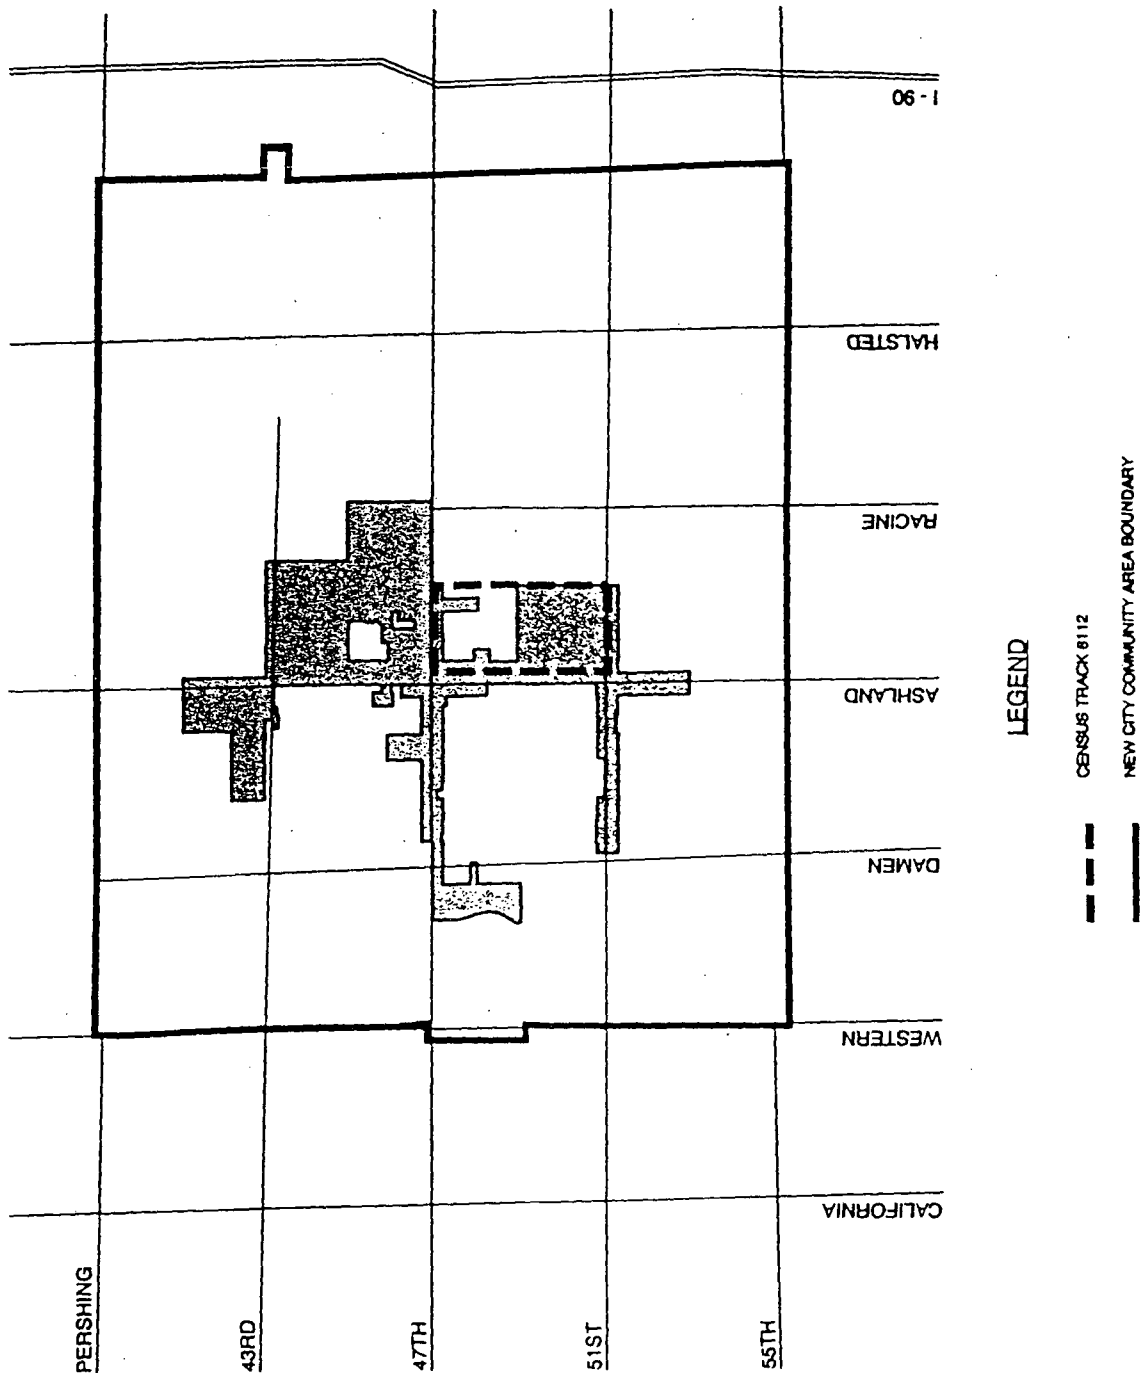 I - 90
HALSTED
RACINE
ASHLAND
DAMEN
WESTERN
CALIFORNIA
PERSHING
43RD
47TH
51ST
55TH
LEGEND
CENSUS TRACK 6112
NEW CITY COMMUNITY AREA BOUNDARY